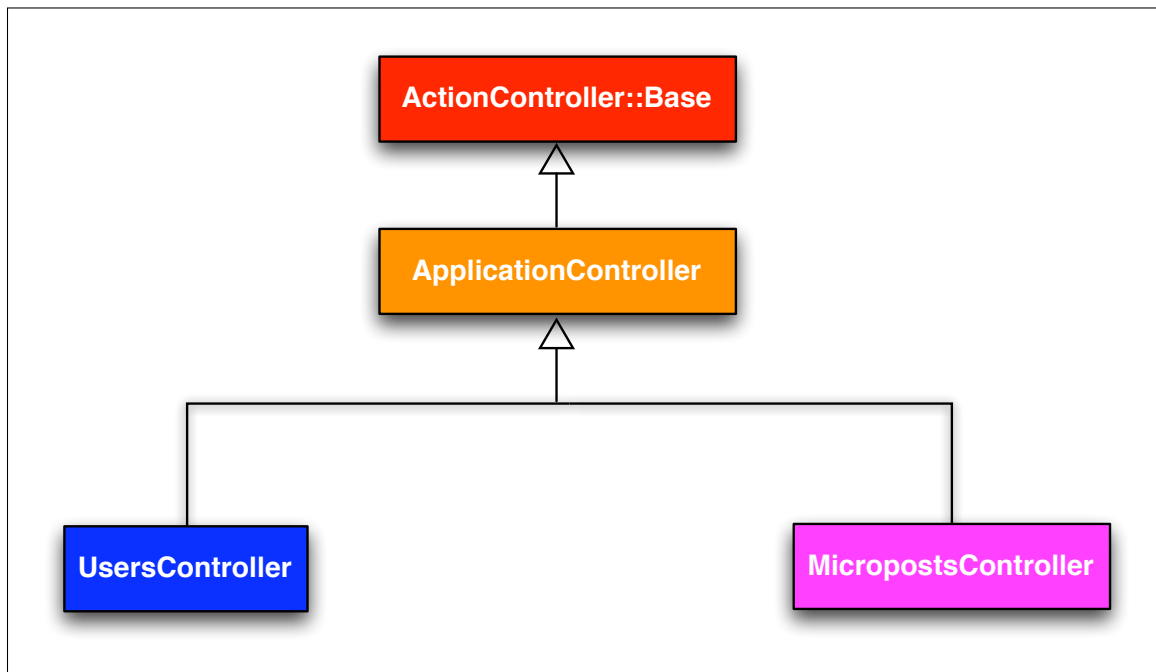 ActionController::Base
ApplicationController
UsersController
MicropostsController